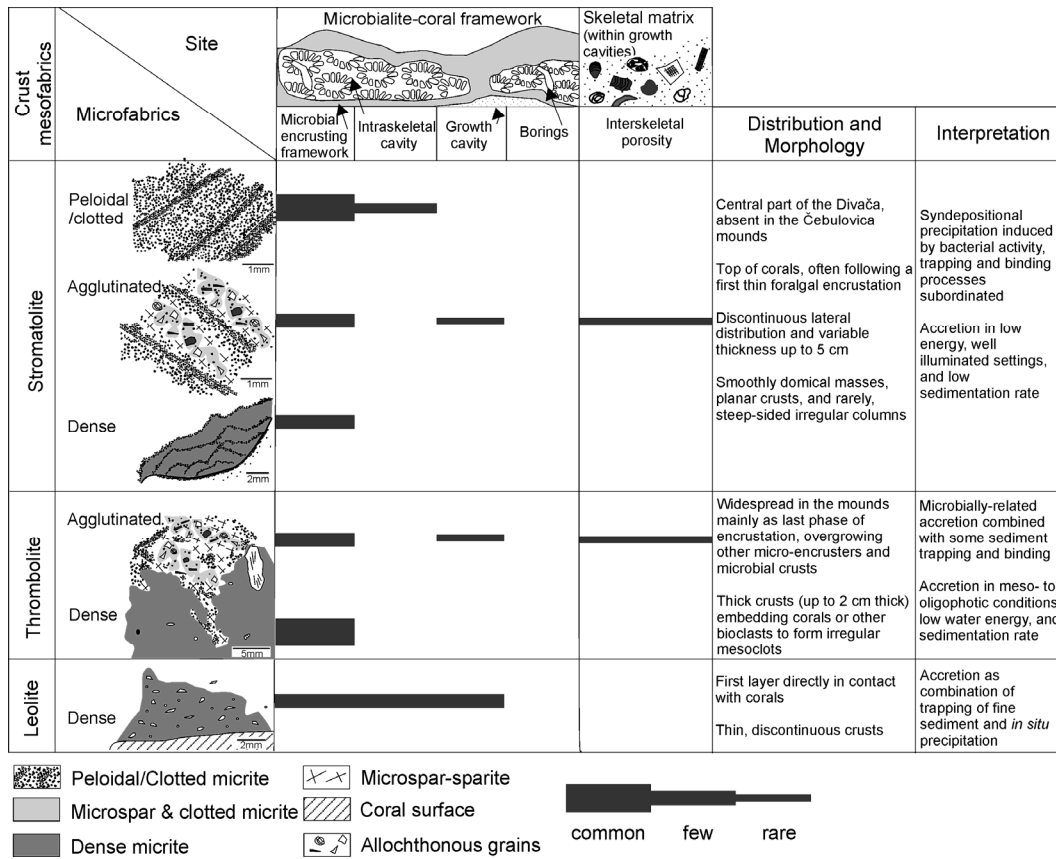 Crust
mesofabrics
Site
Microfabrics
Microbialite-coral framework
Skeletal matrix
(within growth
cavities)
Microbial
encrusting
framework
Intraskeletal
cavity
Growth
cavity
Borings
Interskeletal
porosity
Distribution and
Morphology
Interpretation
Stromatolite
Peloidal
/clotted
1mm
Agglutinated
1mm
Dense
2mm
Central part of the Divača,
absent in the Čebulovica
mounds
Top of corals, often following a
first thin foralgal encrustation
Discontinuous lateral
distribution and variable
thickness up to 5 cm
Smoothly domical masses,
planar crusts, and rarely,
steep-sided irregular columns
Syndepositional
precipitation induced
by bacterial activity,
trapping and binding
processes
subordinated
Accretion in low
energy, well
illuminated settings,
and low
sedimentation rate
Thrombolite
Agglutinated
Dense
5mm
Widespread in the mounds
mainly as last phase of
encrustation, overgrowing
other micro-encrusters and
microbial crusts
Thick crusts (up to 2 cm thick)
embedding corals or other
bioclasts to form irregular
mesoclots
Microbially-related
accretion combined
with some sediment
trapping and binding
Accretion in meso- to
oligophotic conditions
low water energy, and
sedimentation rate
Leolite
Dense
2mm
First layer directly in contact
with corals
Thin, discontinuous crusts
Accretion as
combination of
trapping of fine
sediment and in situ
precipitation
Peloidal/Clotted micrite
Microspar & clotted micrite
Dense micrite
Microspar-sparite
Coral surface
Allochthonous grains
common few rare